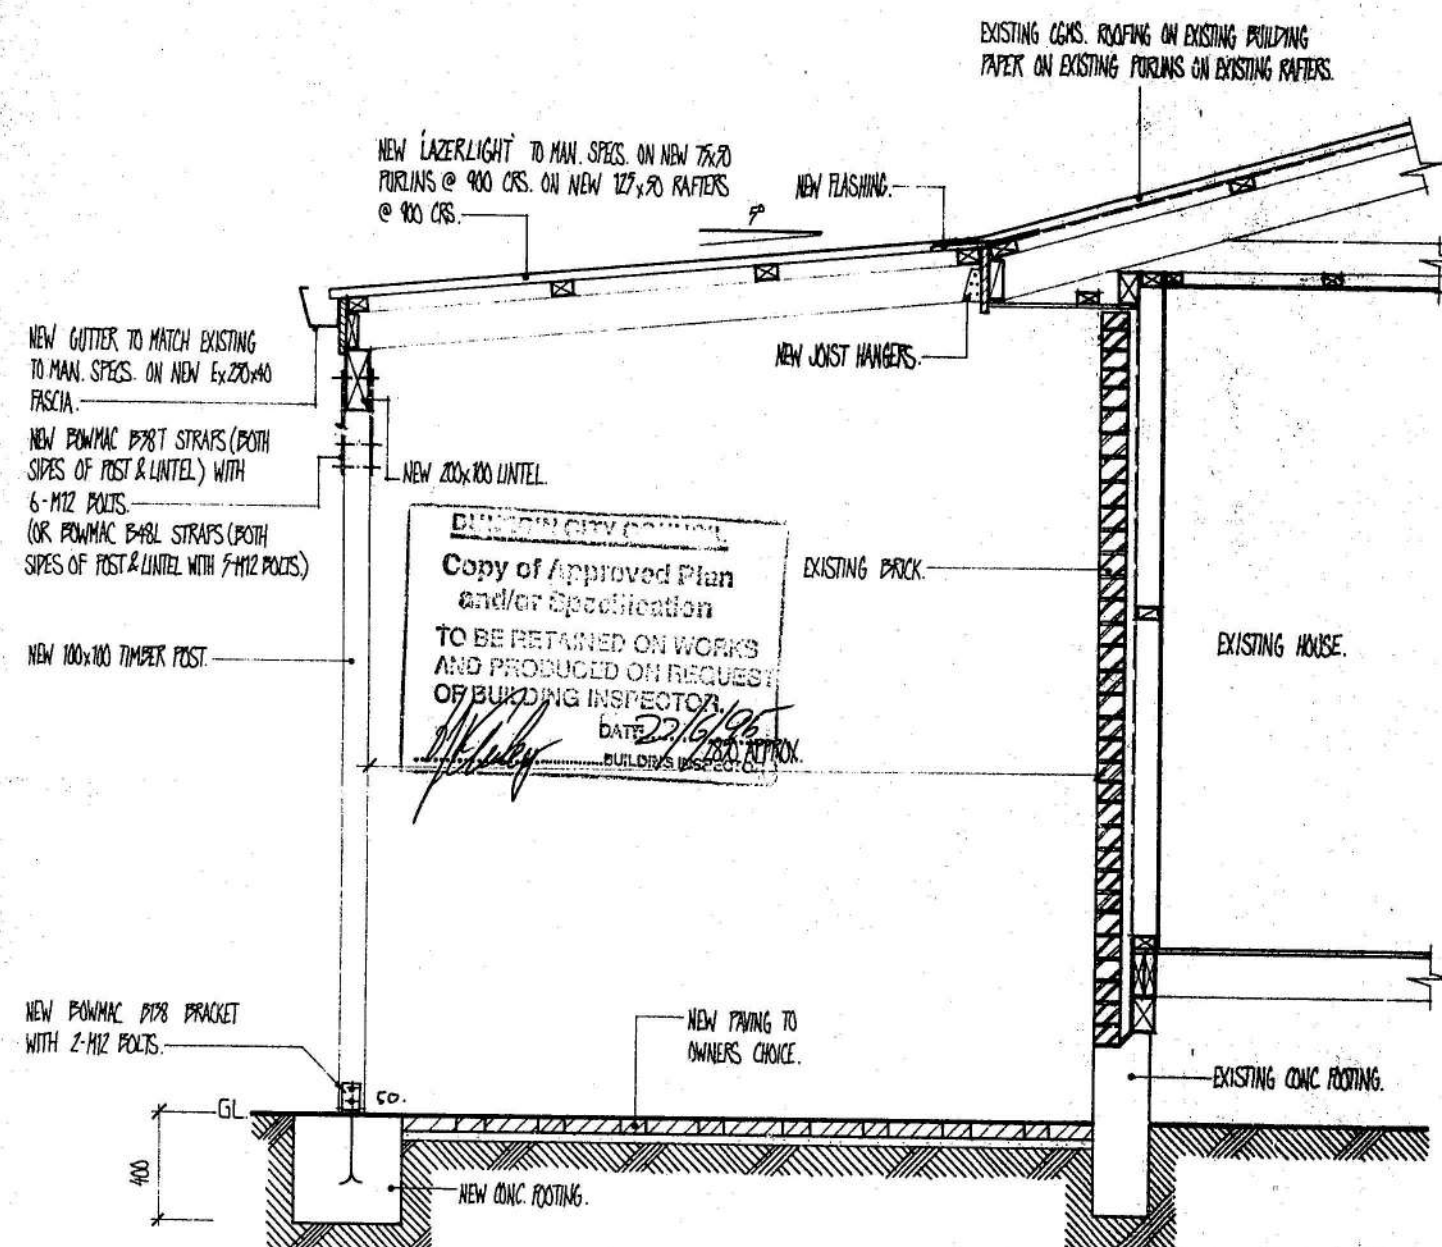 EXISTING CGMS. ROOFING ON EXISTING BUILDING
PAPER ON EXISTING PURLINS ON EXISTING RAFTERS.
NEW 'LAZERLIGHT' TO MAN. SPECS. ON NEW 75x50
PURLINS @ 900 CRS. ON NEW 125x50 RAFTERS
@ 900 CRS.
5°
NEW FLASHING.
NEW GUTTER TO MATCH EXISTING
TO MAN. SPECS. ON NEW Ex 250x40
FASCIA.
NEW JOIST HANGERS.
NEW BOWMAC B38T STRAPS (BOTH
SIDES OF POST & LINTEL) WITH
6-M12 BOLTS.
(OR BOWMAC B48L STRAPS (BOTH
SIDES OF POST & LINTEL WITH 5-M12 BOLTS.)
NEW 200x100 LINTEL.
DUNEDIN CITY COUNCIL
Copy of Approved Plan
and/or Specification
TO BE RETAINED ON WORKS
AND PRODUCED ON REQUEST
OF BUILDING INSPECTOR.
DATE 22/6/95
BUILDING INSPECTOR
APPROX.
EXISTING BRICK.
EXISTING HOUSE.
NEW 100x100 TIMBER POST.
NEW BOWMAC B138 BRACKET
WITH 2-M12 BOLTS.
50.
NEW PAVING TO
OWNERS CHOICE.
EXISTING CONC FOOTING.
GL
400
NEW CONC. FOOTING.